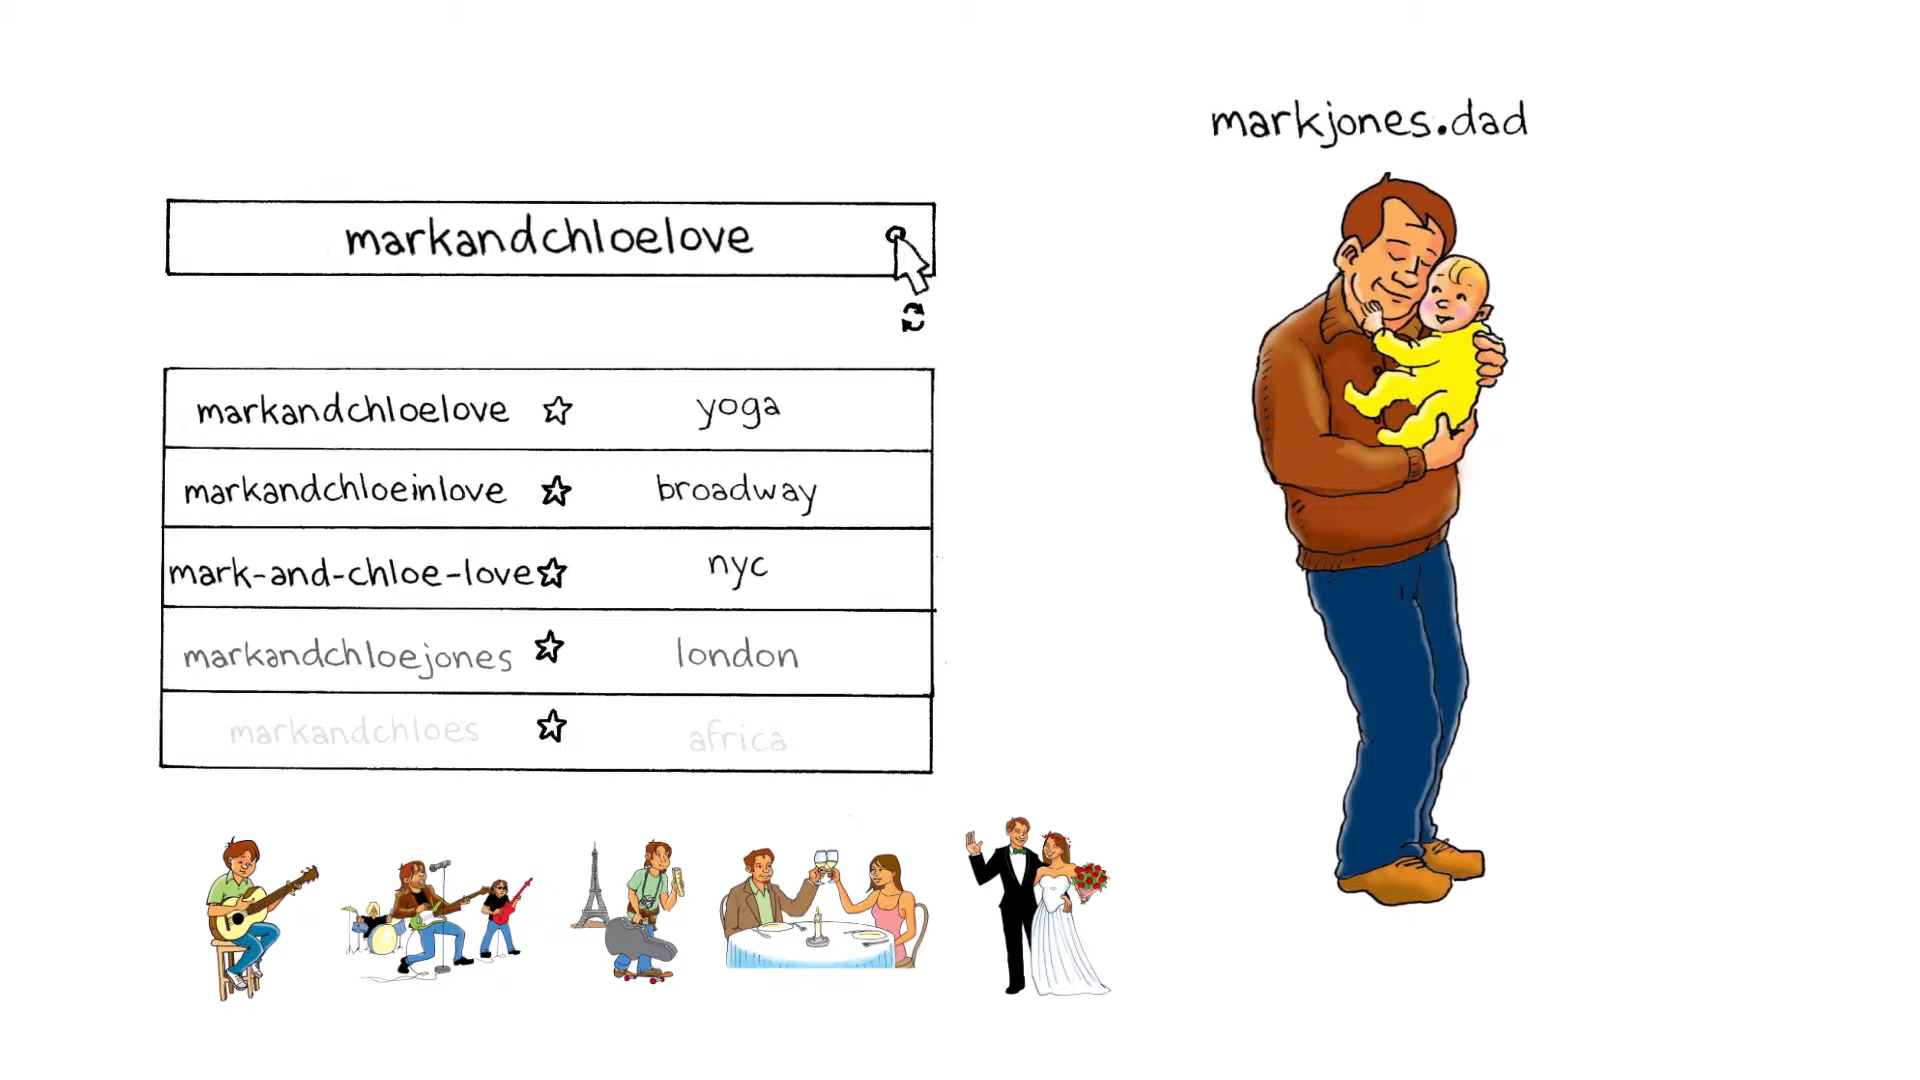 markjones.dad
markandchloelove
markandchloelove ☆ yoga
markandchloeinlove ☆ broadway
mark-and-chloe-love ☆ nyc
markandchloejones ☆ london
markandchloes ☆ africa